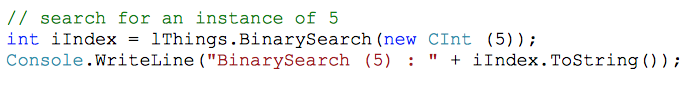 // search for an instance of 5
int iIndex = lThings.BinarySearch(new CInt (5));
Console.WriteLine("BinarySearch (5) : " + iIndex.ToString());